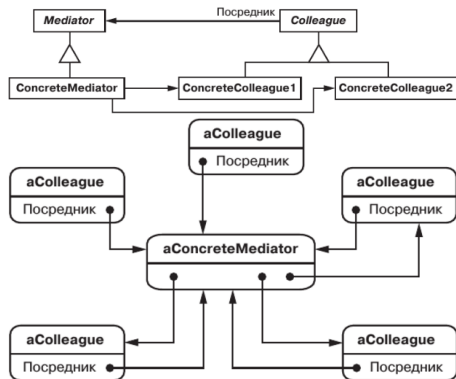 Mediator
Посредник
Colleague
ConcreteMediator
ConcreteColleague1
ConcreteColleague2
aColleague
Посредник
aColleague
Посредник
aColleague
Посредник
aConcreteMediator
aColleague
Посредник
aColleague
Посредник